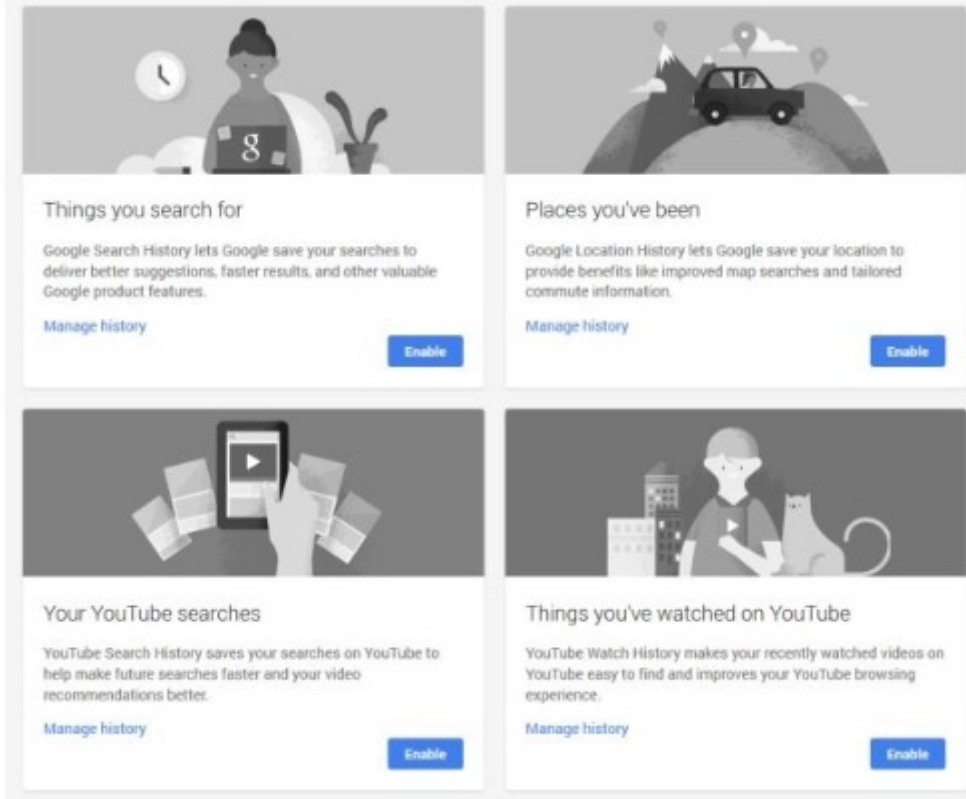 g
Things you search for
Google Search History lets Google save your searches to
deliver better suggestions, faster results, and other valuable
Google product features.
Manage history
Enable
Places you've been
Google Location History lets Google save your location to
provide benefits like improved map searches and tailored
commute information.
Manage history
Enable
Your YouTube searches
YouTube Search History saves your searches on YouTube to
help make future searches faster and your video
recommendations better.
Manage history
Enable
Things you've watched on YouTube
YouTube Watch History makes your recently watched videos on
YouTube easy to find and improves your YouTube browsing
experience.
Manage history
Enable